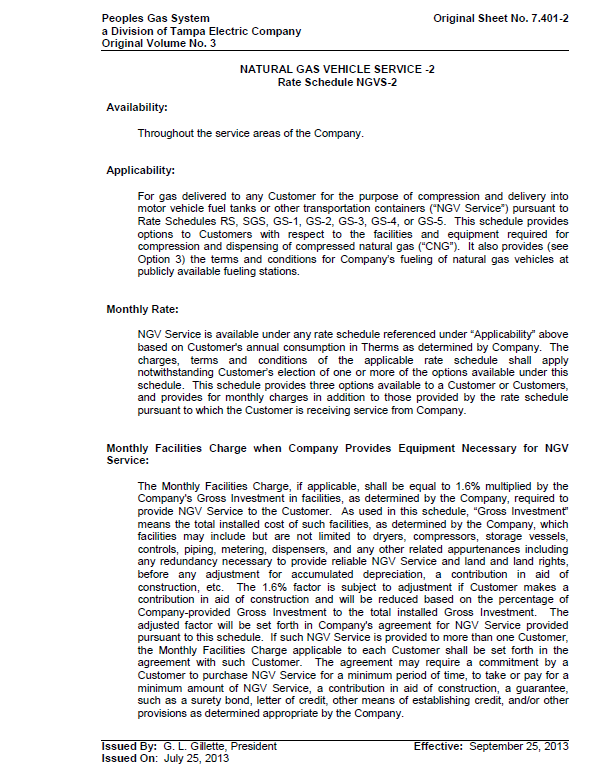 Peoples Gas System
Original Sheet No. 7.401-2
a Division of Tampa Electric Company
Original Volume No. 3
NATURAL GAS VEHICLE SERVICE -2
Rate Schedule NGVS-2
Availability:
Throughout the service areas of the Company.
Applicability:
For gas delivered to any Customer for the purpose of compression and delivery into
motor vehicle fuel tanks or other transportation containers (“NGV Service”) pursuant to
Rate Schedules RS, SGS, GS-1, GS-2, GS-3, GS-4, or GS-5.  This schedule provides
options to Customers with respect to the facilities and equipment required for
compression and dispensing of compressed natural gas (“CNG”).  It also provides (see
Option 3) the terms and conditions for Company’s fueling of natural gas vehicles at
publicly available fueling stations.
Monthly Rate:
NGV Service is available under any rate schedule referenced under “Applicability” above
based on Customer's annual consumption in Therms as determined by Company.  The
charges, terms and conditions of the applicable rate schedule shall apply
notwithstanding Customer’s election of one or more of the options available under this
schedule.  This schedule provides three options available to a Customer or Customers,
and provides for monthly charges in addition to those provided by the rate schedule
pursuant to which the Customer is receiving service from Company.
Monthly Facilities Charge when Company Provides Equipment Necessary for NGV
Service:
The Monthly Facilities Charge, if applicable, shall be equal to 1.6% multiplied by the
Company's Gross Investment in facilities, as determined by the Company, required to
provide NGV Service to the Customer.  As used in this schedule, “Gross Investment”
means the total installed cost of such facilities, as determined by the Company, which
facilities may include but are not limited to dryers, compressors, storage vessels,
controls, piping, metering, dispensers, and any other related appurtenances including
any redundancy necessary to provide reliable NGV Service and land and land rights,
before any adjustment for accumulated depreciation, a contribution in aid of
construction, etc.  The 1.6% factor is subject to adjustment if Customer makes a
contribution in aid of construction and will be reduced based on the percentage of
Company-provided Gross Investment to the total installed Gross Investment.  The
adjusted factor will be set forth in Company's agreement for NGV Service provided
pursuant to this schedule.  If such NGV Service is provided to more than one Customer,
the Monthly Facilities Charge applicable to each Customer shall be set forth in the
agreement with such Customer.  The agreement may require a commitment by a
Customer to purchase NGV Service for a minimum period of time, to take or pay for a
minimum amount of NGV Service, a contribution in aid of construction, a guarantee,
such as a surety bond, letter of credit, other means of establishing credit, and/or other
provisions as determined appropriate by the Company.
Issued By:  G. L. Gillette, President
Effective:  September 25, 2013
Issued On:  July 25, 2013